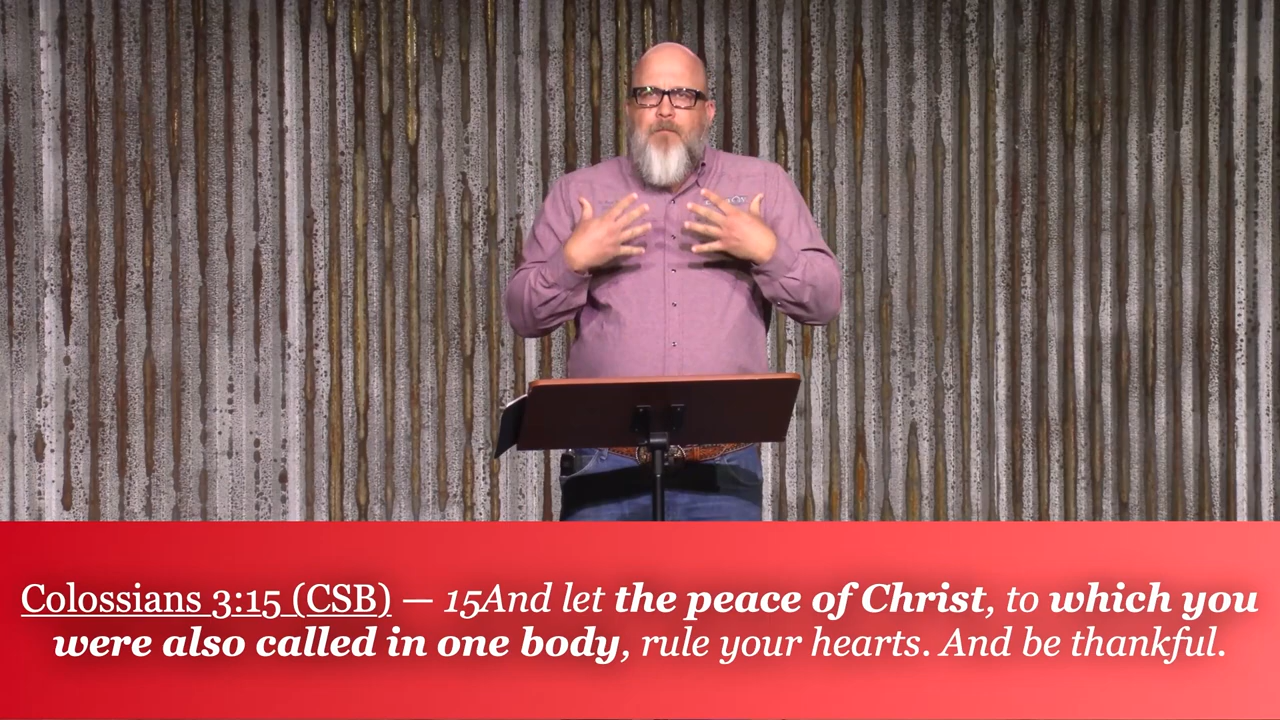 Colossians 3:15 (CSB) — 15And let the peace of Christ, to which you
were also called in one body, rule your hearts. And be thankful.